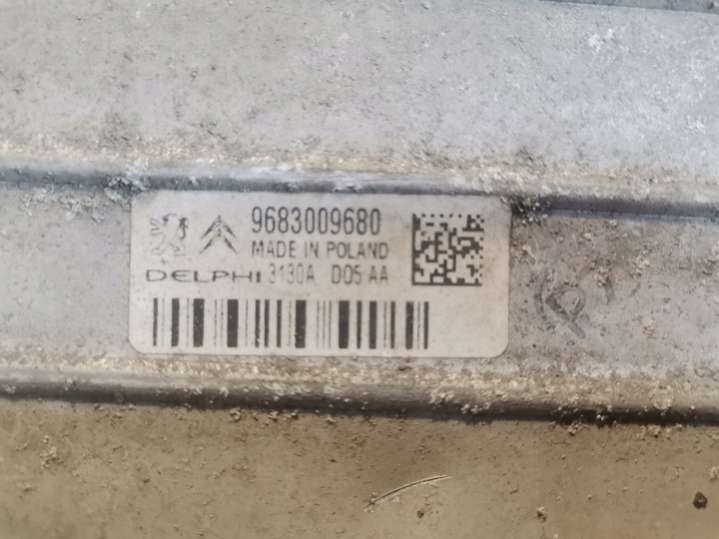 9683009680
MADE IN POLAND
DELPHI 3130A D05 AA